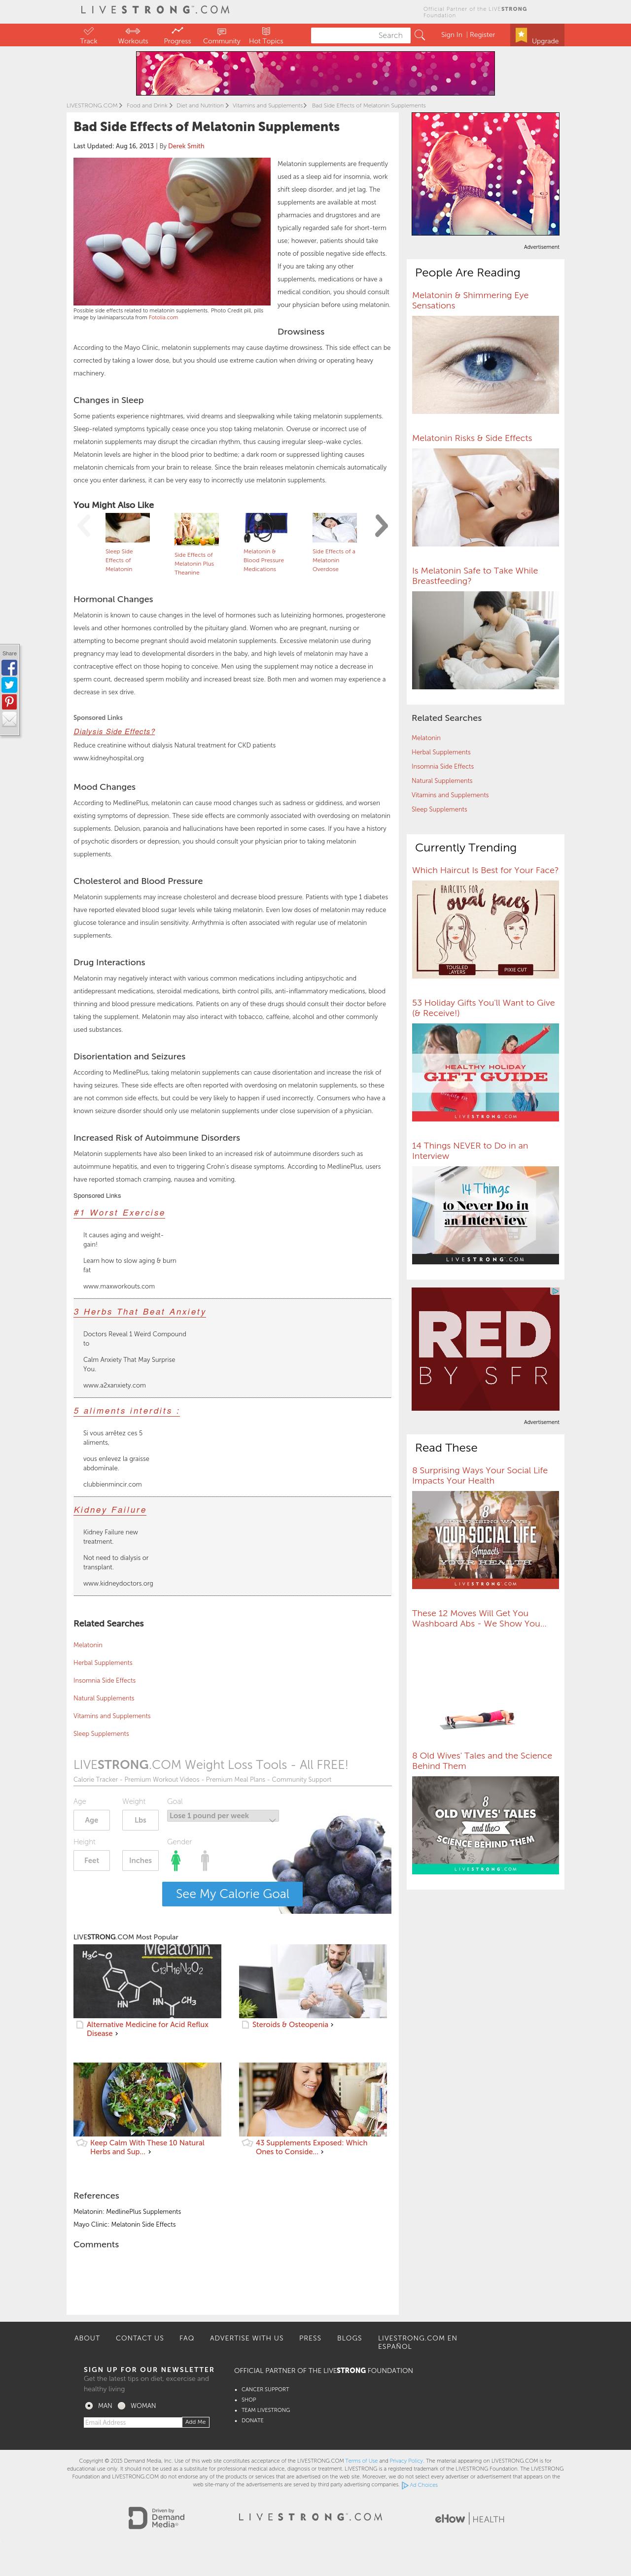 LIVESTRONG.COM
Official Partner of the LIVESTRONG
Foundation
Track
Workouts
Progress
Community
Hot Topics
Search
Sign In | Register
Upgrade
LIVESTRONG.COM > Food and Drink > Diet and Nutrition > Vitamins and Supplements > Bad Side Effects of Melatonin Supplements
Bad Side Effects of Melatonin Supplements
Last Updated: Aug 16, 2013 | By Derek Smith
Melatonin supplements are frequently
used as a sleep aid for insomnia, work
shift sleep disorder, and jet lag. The
supplements are available at most
pharmacies and drugstores and are
typically regarded safe for short-term
use; however, patients should take
note of possible negative side effects.
If you are taking any other
supplements, medications or have a
medical condition, you should consult
your physician before using melatonin.
Possible side effects related to melatonin supplements. Photo Credit pill, pills
image by laviniaparscuta from Fotolia.com
Drowsiness
According to the Mayo Clinic, melatonin supplements may cause daytime drowsiness. This side effect can be
corrected by taking a lower dose, but you should use extreme caution when driving or operating heavy
machinery.
Changes in Sleep
Some patients experience nightmares, vivid dreams and sleepwalking while taking melatonin supplements.
Sleep-related symptoms typically cease once you stop taking melatonin. Overuse or incorrect use of
melatonin supplements may disrupt the circadian rhythm, thus causing irregular sleep-wake cycles.
Melatonin levels are higher in the blood prior to bedtime; a dark room or suppressed lighting causes
melatonin chemicals from your brain to release. Since the brain releases melatonin chemicals automatically
once you enter darkness, it can be very easy to incorrectly use melatonin supplements.
You Might Also Like
Sleep Side
Effects of
Melatonin
Side Effects of
Melatonin Plus
Theanine
Melatonin &
Blood Pressure
Medications
Side Effects of a
Melatonin
Overdose
Hormonal Changes
Melatonin is known to cause changes in the level of hormones such as luteinizing hormones, progesterone
levels and other hormones controlled by the pituitary gland. Women who are pregnant, nursing or
attempting to become pregnant should avoid melatonin supplements. Excessive melatonin use during
pregnancy may lead to developmental disorders in the baby, and high levels of melatonin may have a
contraceptive effect on those hoping to conceive. Men using the supplement may notice a decrease in
sperm count, decreased sperm mobility and increased breast size. Both men and women may experience a
decrease in sex drive.
Sponsored Links
Dialysis Side Effects?
Reduce creatinine without dialysis Natural treatment for CKD patients
www.kidneyhospital.org
Mood Changes
According to MedlinePlus, melatonin can cause mood changes such as sadness or giddiness, and worsen
existing symptoms of depression. These side effects are commonly associated with overdosing on melatonin
supplements. Delusion, paranoia and hallucinations have been reported in some cases. If you have a history
of psychotic disorders or depression, you should consult your physician prior to taking melatonin
supplements.
Cholesterol and Blood Pressure
Melatonin supplements may increase cholesterol and decrease blood pressure. Patients with type 1 diabetes
have reported elevated blood sugar levels while taking melatonin. Even low doses of melatonin may reduce
glucose tolerance and insulin sensitivity. Arrhythmia is often associated with regular use of melatonin
supplements.
Drug Interactions
Melatonin may negatively interact with various common medications including antipsychotic and
antidepressant medications, steroidal medications, birth control pills, anti-inflammatory medications, blood
thinning and blood pressure medications. Patients on any of these drugs should consult their doctor before
taking the supplement. Melatonin may also interact with tobacco, caffeine, alcohol and other commonly
used substances.
Disorientation and Seizures
According to MedlinePlus, taking melatonin supplements can cause disorientation and increase the risk of
having seizures. These side effects are often reported with overdosing on melatonin supplements, so these
are not common side effects, but could be very likely to happen if used incorrectly. Consumers who have a
known seizure disorder should only use melatonin supplements under close supervision of a physician.
Increased Risk of Autoimmune Disorders
Melatonin supplements have also been linked to an increased risk of autoimmune disorders such as
autoimmune hepatitis, and even to triggering Crohn's disease symptoms. According to MedlinePlus, users
have reported stomach cramping, nausea and vomiting.
Sponsored Links
#1 Worst Exercise
It causes aging and weight-
gain!
Learn how to slow aging & burn
fat
www.maxworkouts.com
3 Herbs That Beat Anxiety
Doctors Reveal 1 Weird Compound
to
Calm Anxiety That May Surprise
You.
www.a2xanxiety.com
5 aliments interdits :
Si vous arrêtez ces 5
aliments,
vous enlevez la graisse
abdominale.
clubbienmincir.com
Kidney Failure
Kidney Failure new
treatment.
Not need to dialysis or
transplant.
www.kidneydoctors.org
Related Searches
Melatonin
Herbal Supplements
Insomnia Side Effects
Natural Supplements
Vitamins and Supplements
Sleep Supplements
LIVESTRONG.COM Weight Loss Tools - All FREE!
Calorie Tracker - Premium Workout Videos - Premium Meal Plans - Community Support
Age
Weight
Goal
Age
Lbs
Lose 1 pound per week
Height
Gender
Feet
Inches
See My Calorie Goal
LIVESTRONG.COM Most Popular
Melatonin
C13H16N2O2
H3C-O
HN
HN
CH3
Alternative Medicine for Acid Reflux
Disease ›
Steroids & Osteopenia ›
Keep Calm With These 10 Natural
Herbs and Sup... ›
43 Supplements Exposed: Which
Ones to Conside... ›
References
Melatonin: MedlinePlus Supplements
Mayo Clinic: Melatonin Side Effects
Comments
Share
Advertisement
People Are Reading
Melatonin & Shimmering Eye
Sensations
Melatonin Risks & Side Effects
Is Melatonin Safe to Take While
Breastfeeding?
Related Searches
Melatonin
Herbal Supplements
Insomnia Side Effects
Natural Supplements
Vitamins and Supplements
Sleep Supplements
Currently Trending
Which Haircut Is Best for Your Face?
HAIRCUTS FOR
oval faces
TOUSLED
LAYERS
PIXIE CUT
53 Holiday Gifts You'll Want to Give
(& Receive!)
HEALTHY HOLIDAY
GIFT GUIDE
LIVESTRONG.COM
14 Things NEVER to Do in an
Interview
14 Things
to Never Do in
an Interview
LIVESTRONG.COM
RED
BY SFR
Advertisement
Read These
8 Surprising Ways Your Social Life
Impacts Your Health
8
SURPRISING WAYS
YOUR SOCIAL LIFE
Impacts
YOUR HEALTH
LIVESTRONG.COM
These 12 Moves Will Get You
Washboard Abs - We Show You...
8 Old Wives' Tales and the Science
Behind Them
8
OLD WIVES' TALES
and the
SCIENCE BEHIND THEM
LIVESTRONG.COM
ABOUT
CONTACT US
FAQ
ADVERTISE WITH US
PRESS
BLOGS
LIVESTRONG.COM EN
ESPAÑOL
SIGN UP FOR OUR NEWSLETTER
Get the latest tips on diet, excercise and
healthy living
MAN
WOMAN
Email Address
Add Me
OFFICIAL PARTNER OF THE LIVESTRONG FOUNDATION
CANCER SUPPORT
SHOP
TEAM LIVESTRONG
DONATE
Copyright © 2015 Demand Media, Inc. Use of this web site constitutes acceptance of the LIVESTRONG.COM Terms of Use and Privacy Policy. The material appearing on LIVESTRONG.COM is for
educational use only. It should not be used as a substitute for professional medical advice, diagnosis or treatment. LIVESTRONG is a registered trademark of the LIVESTRONG Foundation. The LIVESTRONG
Foundation and LIVESTRONG.COM do not endorse any of the products or services that are advertised on the web site. Moreover, we do not select every advertiser or advertisement that appears on the
web site-many of the advertisements are served by third party advertising companies. Ad Choices
Driven by
Demand
Media
LIVESTRONG.COM
eHow | HEALTH